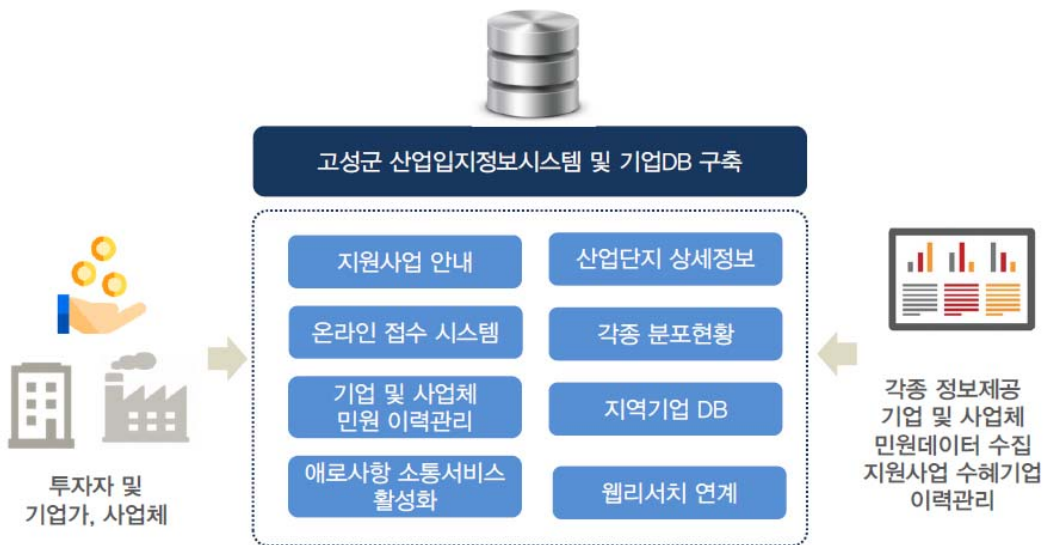 고성군 산업입지정보시스템 및 기업DB 구축
지원사업 안내
산업단지 상세정보
온라인 접수 시스템
각종 분포현황
기업 및 사업체
민원 이력관리
지역기업 DB
애로사항 소통서비스
활성화
웹리서치 연계
투자자 및
기업가, 사업체
각종 정보제공
기업 및 사업체
민원데이터 수집
지원사업 수혜기업
이력관리